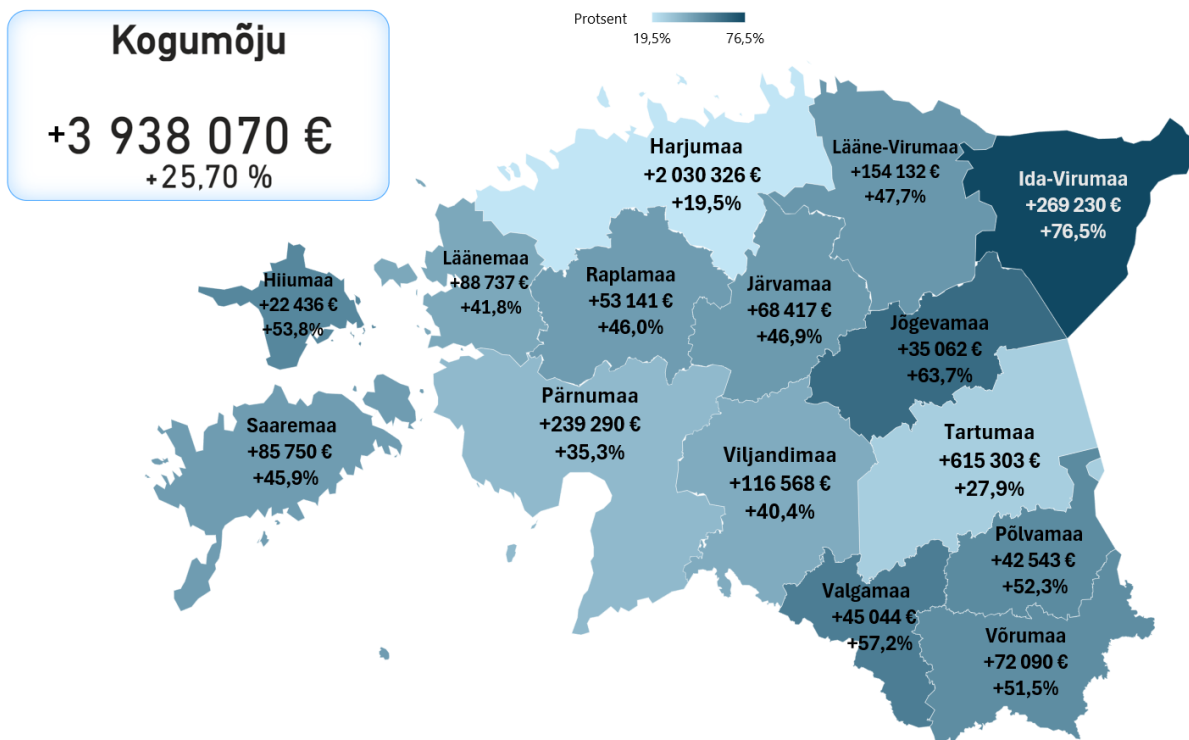 Kogumõju
+3 938 070 €
+25,70 %
Protsent
19,5%
76,5%
Harjumaa
+2 030 326 €
+19,5%
Lääne-Virumaa
+154 132 €
+47,7%
Ida-Virumaa
+269 230 €
+76,5%
Läänemaa
+88 737 €
+41,8%
Hiiumaa
+22 436 €
+53,8%
Raplamaa
+53 141 €
+46,0%
Järvamaa
+68 417 €
+46,9%
Jõgevamaa
+35 062 €
+63,7%
Pärnumaa
+239 290 €
+35,3%
Saaremaa
+85 750 €
+45,9%
Viljandimaa
+116 568 €
+40,4%
Tartumaa
+615 303 €
+27,9%
Põlvamaa
+42 543 €
+52,3%
Valgamaa
+45 044 €
+57,2%
Võrumaa
+72 090 €
+51,5%